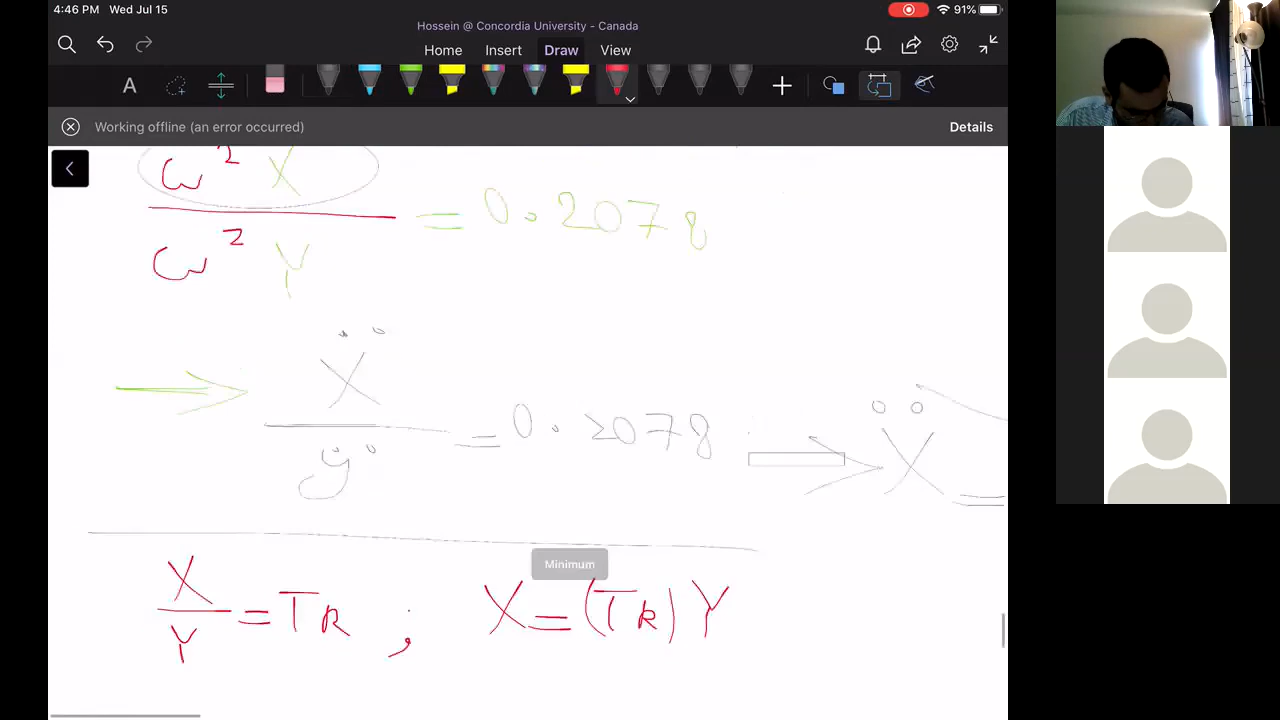 4:46 PM Wed Jul 15
91%
Hossein @ Concordia University - Canada
Home Insert Draw View
A
Working offline (an error occurred)
Details
ω² X
ω² Y
= 0.2078
Ẍ
ÿ
= 0.2078
Ẍ =
Minimum
X
Y
= TR ; X = (TR) Y